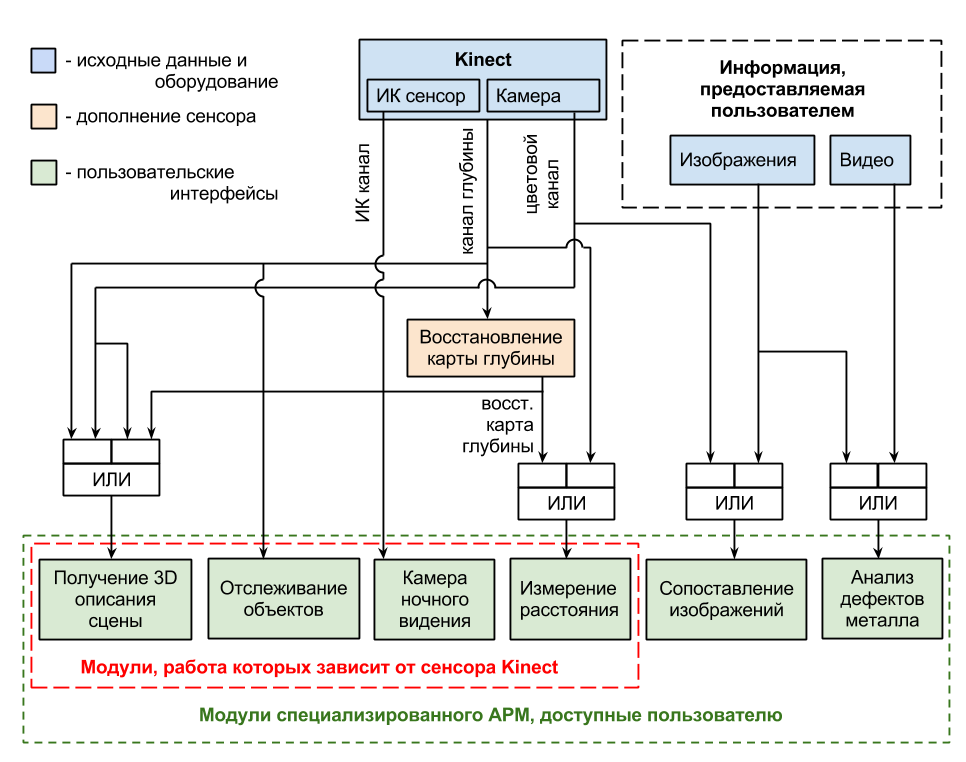 - исходные данные и
оборудование
- дополнение сенсора
- пользовательские
интерфейсы
Kinect
ИК сенсор
Камера
Информация,
предоставляемая
пользователем
Изображения
Видео
ИК канал
канал глубины
цветовой
канал
Восстановление
карты глубины
восст.
карта
глубины
ИЛИ
ИЛИ
ИЛИ
ИЛИ
Получение 3D
описания
сцены
Отслеживание
объектов
Камера
ночного
видения
Измерение
расстояния
Сопоставление
изображений
Анализ
дефектов
металла
Модули, работа которых зависит от сенсора Kinect
Модули специализированного АРМ, доступные пользователю